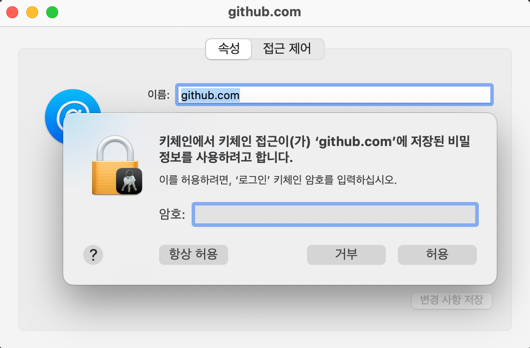 github.com
속성
접근 제어
이름: github.com
키체인에서 키체인 접근이(가) ‘github.com’에 저장된 비밀
정보를 사용하려고 합니다.
이를 허용하려면, ‘로그인’ 키체인 암호를 입력하십시오.
암호:
?
항상 허용
거부
허용
변경 사항 저장